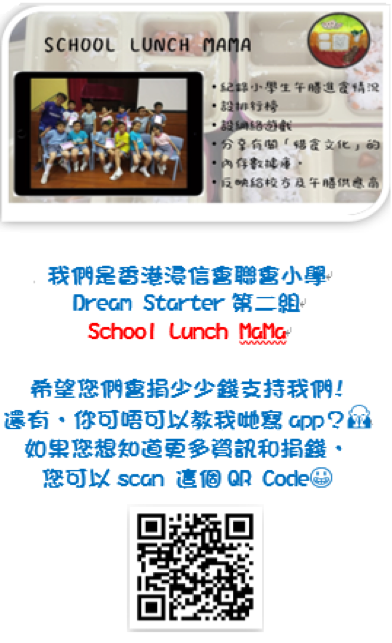 SCHOOL LUNCH MAMA
•紀錄小學生午膳進食情況
•設排行榜
•設網絡遊戲
•分享有關「惜食文化」的
•內存數據庫。
•反映給校方及午膳供應商
我們是香港浸信會聯會小學
Dream Starter 第二組
School Lunch MaMa
希望您們會捐少少錢支持我們!
還有，你可唔可以教我哋寫 app？
如果您想知道更多資訊和捐錢、
您可以 scan 這個 QR Code😀